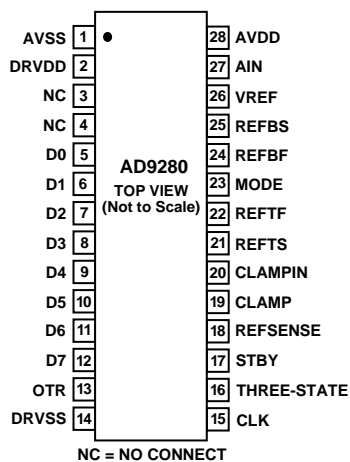 AVSS 1 28 AVDD
DRVDD 2 27 AIN
NC 3 26 VREF
NC 4 25 REFBS
D0 5 24 REFBF
D1 6 AD9280 23 MODE
D2 7 TOP VIEW 22 REFTF
D3 8 (Not to Scale) 21 REFTS
D4 9 20 CLAMPIN
D5 10 19 CLAMP
D6 11 18 REFSENSE
D7 12 17 STBY
OTR 13 16 THREE-STATE
DRVSS 14 15 CLK
NC = NO CONNECT